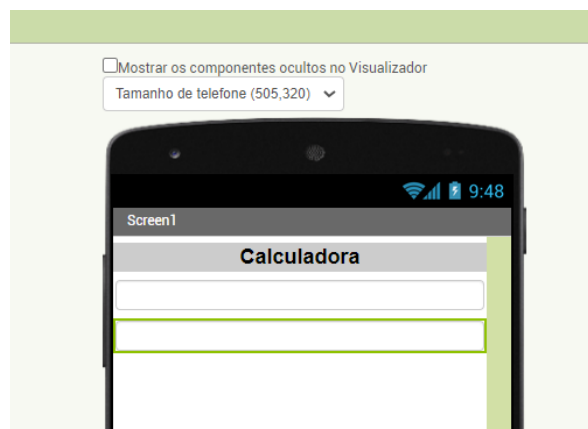 Mostrar os componentes ocultos no Visualizador
Tamanho de telefone (505,320)
9:48
Screen1
Calculadora